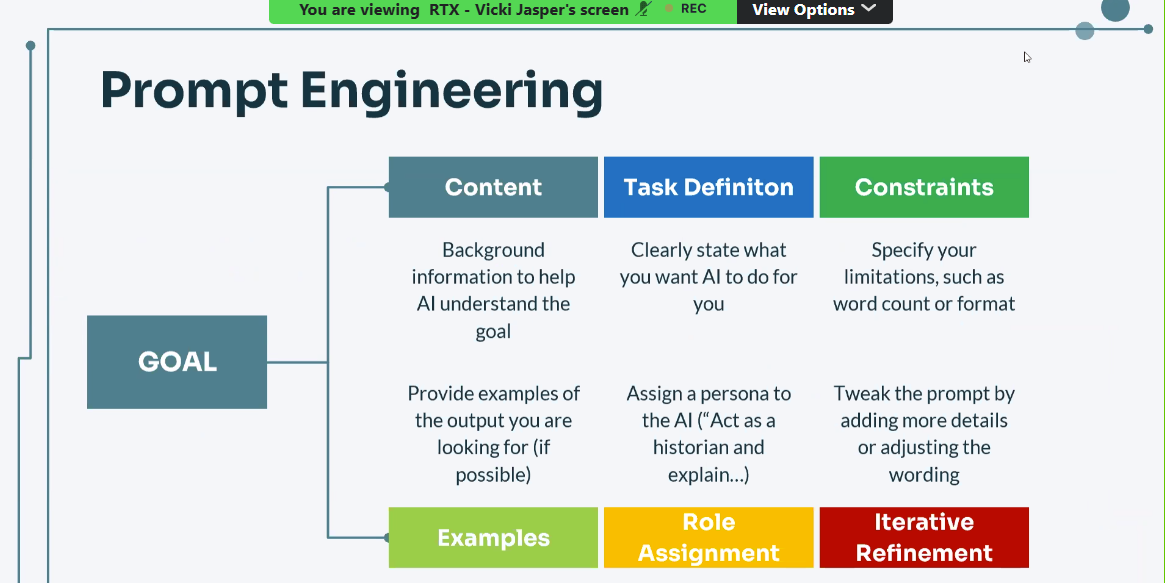 You are viewing RTX - Vicki Jasper's screen
REC
View Options
Prompt Engineering
GOAL
Content
Background
information to help
AI understand the
goal
Task Definiton
Clearly state what
you want AI to do for
you
Constraints
Specify your
limitations, such as
word count or format
Provide examples of
the output you are
looking for (if
possible)
Examples
Assign a persona to
the AI (“Act as a
historian and
explain...)
Role
Assignment
Tweak the prompt by
adding more details
or adjusting the
wording
Iterative
Refinement